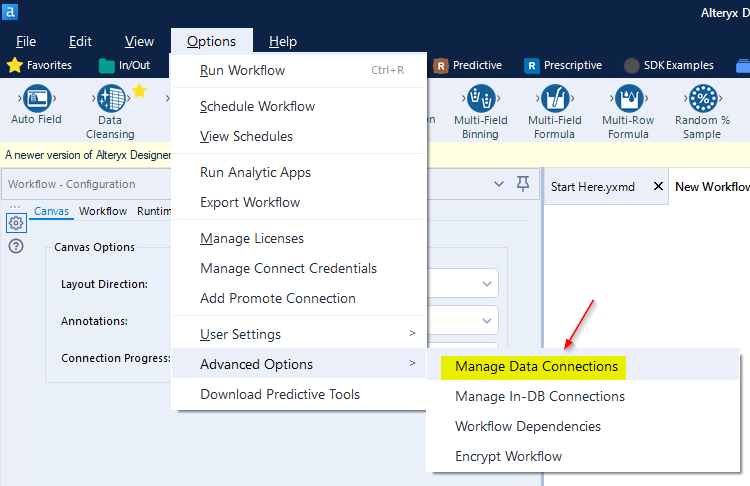 Alteryx De
File Edit View Options Help
Favorites In/Out Predictive Prescriptive SDKExamples
Run Workflow Ctrl+R
Schedule Workflow
View Schedules
Run Analytic Apps
Export Workflow
Manage Licenses
Manage Connect Credentials
Add Promote Connection
User Settings >
Advanced Options >
Download Predictive Tools
Manage Data Connections
Manage In-DB Connections
Workflow Dependencies
Encrypt Workflow
Auto Field
Data
Cleansing
on
Multi-Field
Binning
Multi-Field
Formula
Multi-Row
Formula
Random %
Sample
A newer version of Alteryx Designer
Workflow - Configuration
Start Here.yxmd
New Workflow
Canvas Workflow Runtim
Canvas Options
Layout Direction:
Annotations:
Connection Progress: